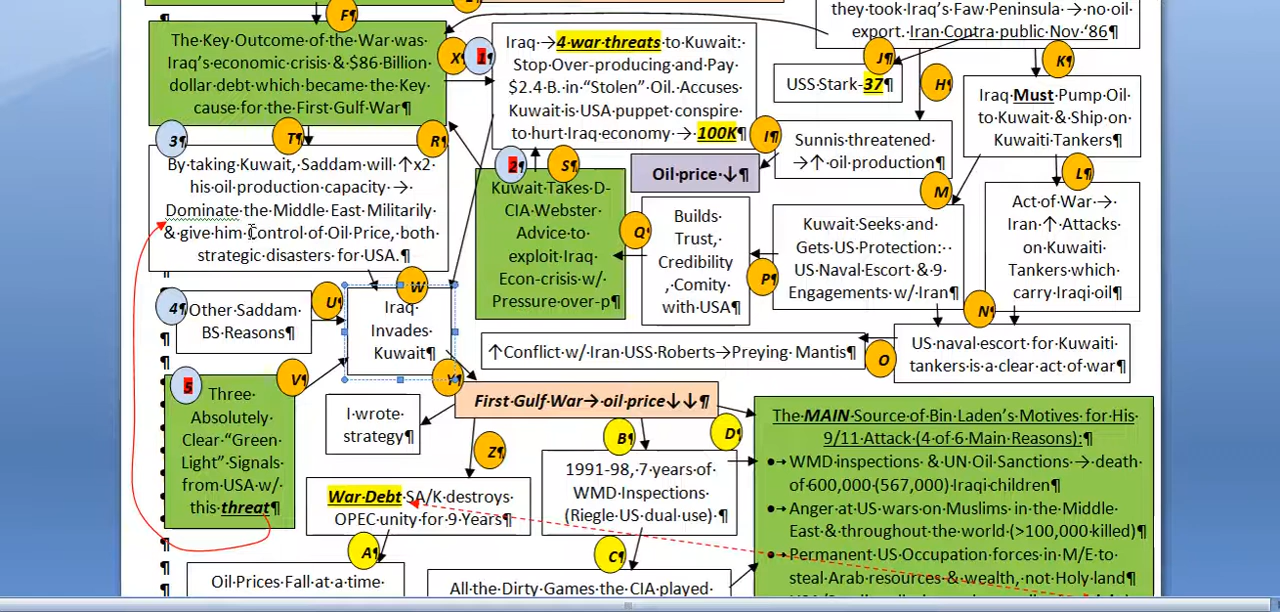 they took Iraq's Faw Peninsula → no oil
export. Iran Contra public Nov '86
F¶
The Key Outcome of the War was
Iraq's economic crisis & $86 Billion
dollar debt which became the Key
cause for the First Gulf War¶
X¶
1
Iraq → 4 war threats to Kuwait:
Stop Over-producing and Pay
$2.4 B. in "Stolen" Oil. Accuses
Kuwait is USA puppet conspire
to hurt Iraq economy → 100K¶
J¶
USS Stark 37¶
H¶
K¶
Iraq Must Pump Oil
to Kuwait & Ship on
Kuwaiti Tankers¶
I¶
Sunnis threatened
→↑ oil production¶
3
T¶
R¶
By taking Kuwait, Saddam will ↑x2
his oil production capacity →
Dominate the Middle East Militarily
& give him Control of Oil Price, both
strategic disasters for USA.¶
2
S¶
Kuwait Takes D-
CIA Webster
Advice to
exploit Iraq
Econ-crisis w/
Pressure over-p¶
Oil price ↓¶
Q¶
Builds
Trust,
Credibility
, Comity
with USA¶
P¶
M¶
Kuwait Seeks and
Gets US Protection:
US Naval Escort & 9
Engagements w/ Iran¶
L¶
Act of War →
Iran ↑ Attacks
on Kuwaiti
Tankers which
carry Iraqi oil¶
N¶
US naval escort for Kuwaiti
tankers is a clear act of war¶
O¶
↑Conflict w/ Iran USS Roberts→Preying Mantis¶
4
Other Saddam
BS Reasons¶
U¶
W¶
Iraq
Invades
Kuwait¶
Y¶
5
V¶
Three
Absolutely
Clear "Green
Light" Signals
from USA w/
this threat¶
I wrote
strategy¶
First Gulf War→ oil price↓↓¶
Z¶
War Debt SA/K destroys
OPEC unity for 9 Years¶
A¶
Oil Prices Fall at a time
B¶
D¶
1991-98, 7 years of
WMD Inspections
(Riegle US dual use) ¶
C¶
All the Dirty Games the CIA played
The MAIN Source of Bin Laden's Motives for His
9/11 Attack (4 of 6 Main Reasons):¶
• WMD inspections & UN Oil Sanctions → death
of 600,000 (567,000) Iraqi children¶
• Anger at US wars on Muslims in the Middle
East & throughout the world (>100,000 killed)¶
• Permanent US Occupation forces in M/E to
steal Arab resources & wealth, not Holy land¶